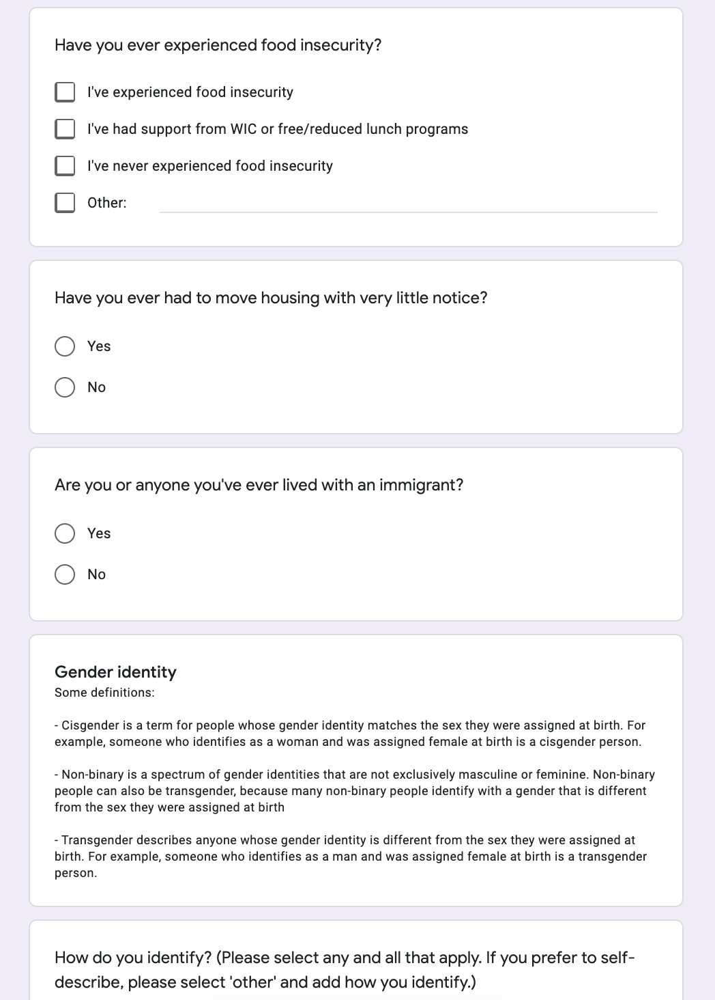 Have you ever experienced food insecurity?
I've experienced food insecurity
I've had support from WIC or free/reduced lunch programs
I've never experienced food insecurity
Other:
Have you ever had to move housing with very little notice?
Yes
No
Are you or anyone you've ever lived with an immigrant?
Yes
No
Gender identity
Some definitions:
- Cisgender is a term for people whose gender identity matches the sex they were assigned at birth. For
example, someone who identifies as a woman and was assigned female at birth is a cisgender person.
- Non-binary is a spectrum of gender identities that are not exclusively masculine or feminine. Non-binary
people can also be transgender, because many non-binary people identify with a gender that is different
from the sex they were assigned at birth
- Transgender describes anyone whose gender identity is different from the sex they were assigned at
birth. For example, someone who identifies as a man and was assigned female at birth is a transgender
person.
How do you identify? (Please select any and all that apply. If you prefer to self-
describe, please select 'other' and add how you identify.)